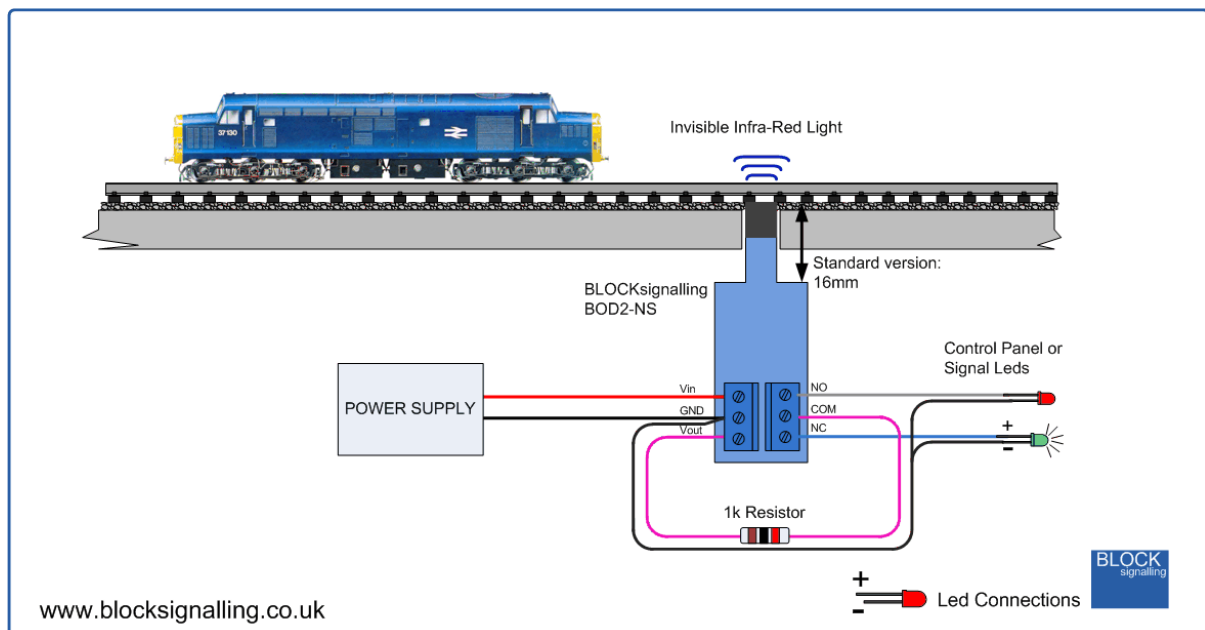 37130
Invisible Infra-Red Light
Standard version:
16mm
BLOCKsignalling
BOD2-NS
Control Panel or
Signal Leds
POWER SUPPLY
Vin
GND
Vout
NO
COM
NC
+
-
1k Resistor
BLOCK
signalling
+
-
Led Connections
www.blocksignalling.co.uk